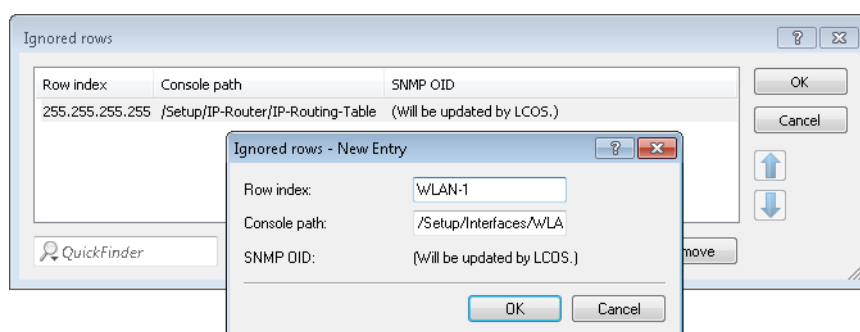 Ignored rows
Row index Console path SNMP OID
255.255.255.255 /Setup/IP-Router/IP-Routing-Table (Will be updated by LCOS.)
OK
Cancel
Ignored rows - New Entry
Row index: WLAN-1
Console path: /Setup/Interfaces/WLA
SNMP OID: (Will be updated by LCOS.)
QuickFinder
move
OK Cancel